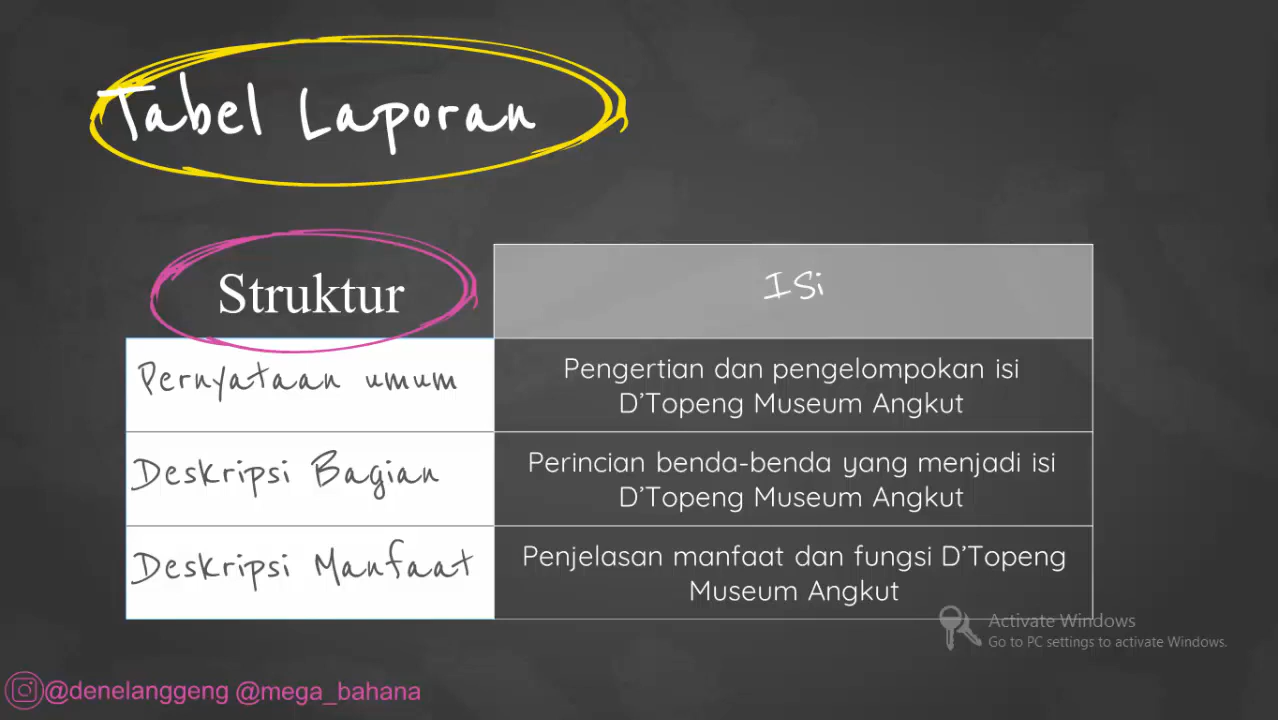 Tabel Laporan
Struktur
ISi
Pernyataan umum
Pengertian dan pengelompokan isi
D'Topeng Museum Angkut
Deskripsi Bagian
Perincian benda-benda yang menjadi isi
D'Topeng Museum Angkut
Deskripsi Manfaat
Penjelasan manfaat dan fungsi D'Topeng
Museum Angkut
Activate Windows
Go to PC settings to activate Windows.
@denelanggeng @mega_bahana